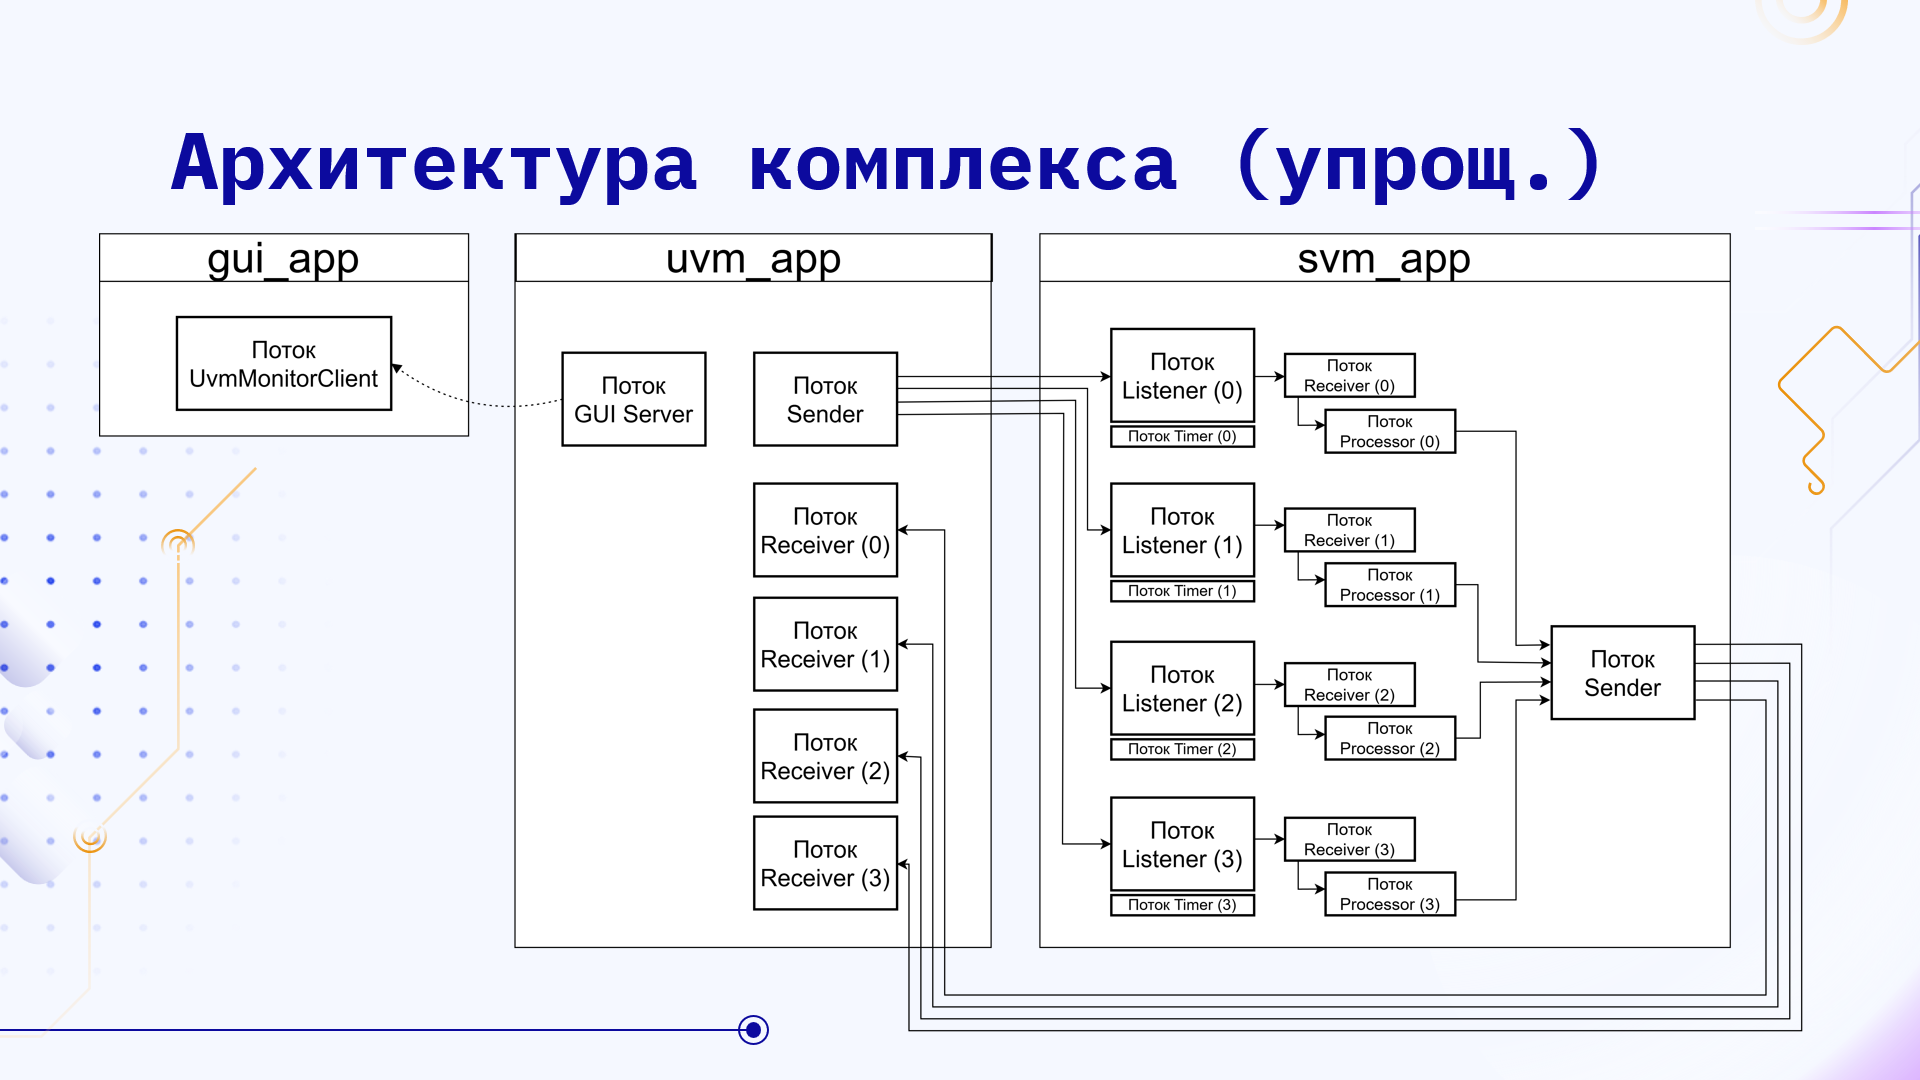 Архитектура комплекса (упрощ.)
gui_app
Поток
UvmMonitorClient
uvm_app
Поток
GUI Server
Поток
Sender
Поток
Receiver (0)
Поток
Receiver (1)
Поток
Receiver (2)
Поток
Receiver (3)
svm_app
Поток
Listener (0)
Поток Timer (0)
Поток
Receiver (0)
Поток
Processor (0)
Поток
Listener (1)
Поток Timer (1)
Поток
Receiver (1)
Поток
Processor (1)
Поток
Listener (2)
Поток Timer (2)
Поток
Receiver (2)
Поток
Processor (2)
Поток
Listener (3)
Поток Timer (3)
Поток
Receiver (3)
Поток
Processor (3)
Поток
Sender